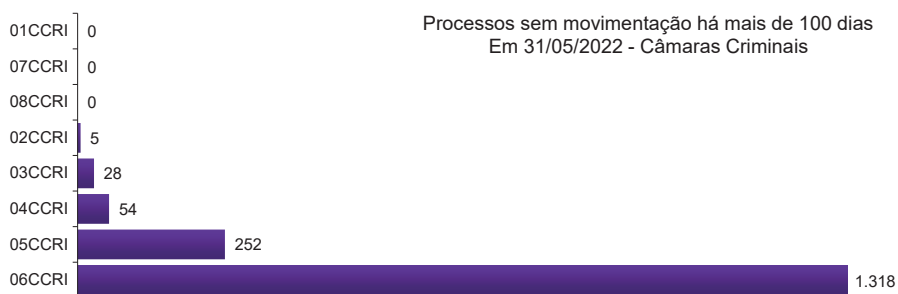 Processos sem movimentação há mais de 100 dias
Em 31/05/2022 - Câmaras Criminais
01CCRI 0
07CCRI 0
08CCRI 0
02CCRI 5
03CCRI 28
04CCRI 54
05CCRI 252
06CCRI 1.318